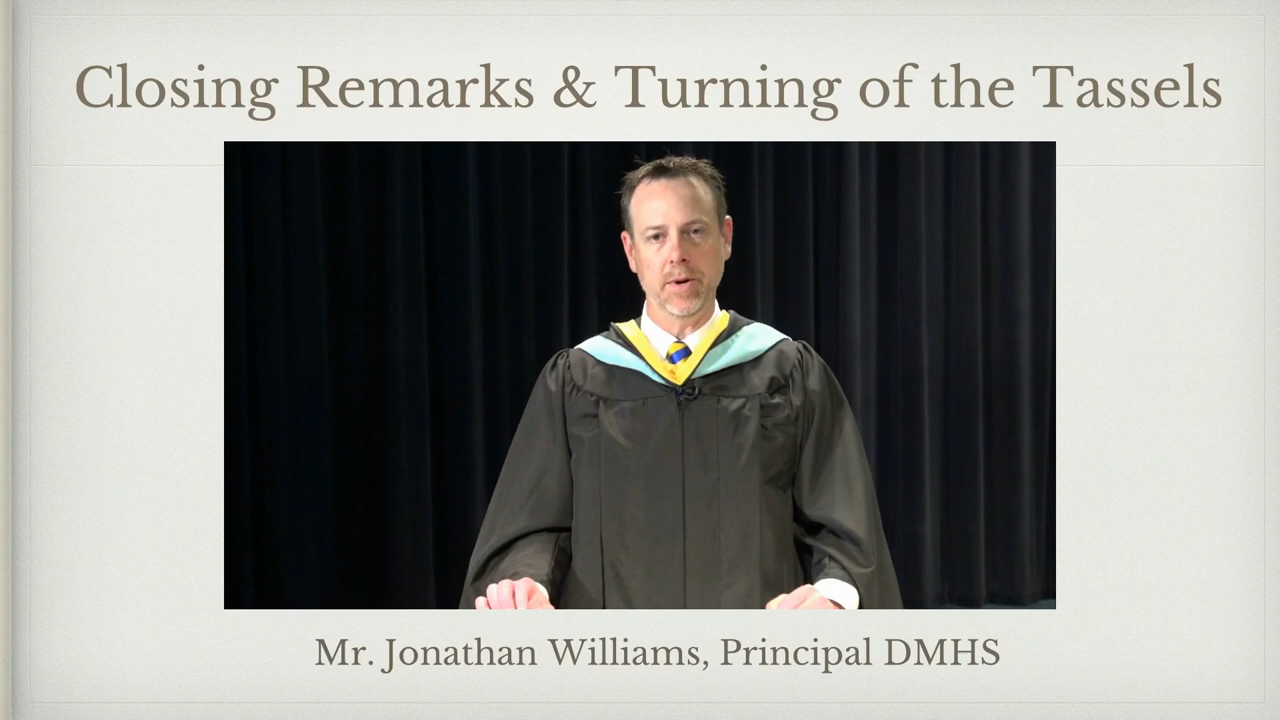 Closing Remarks & Turning of the Tassels
Mr. Jonathan Williams, Principal DMHS